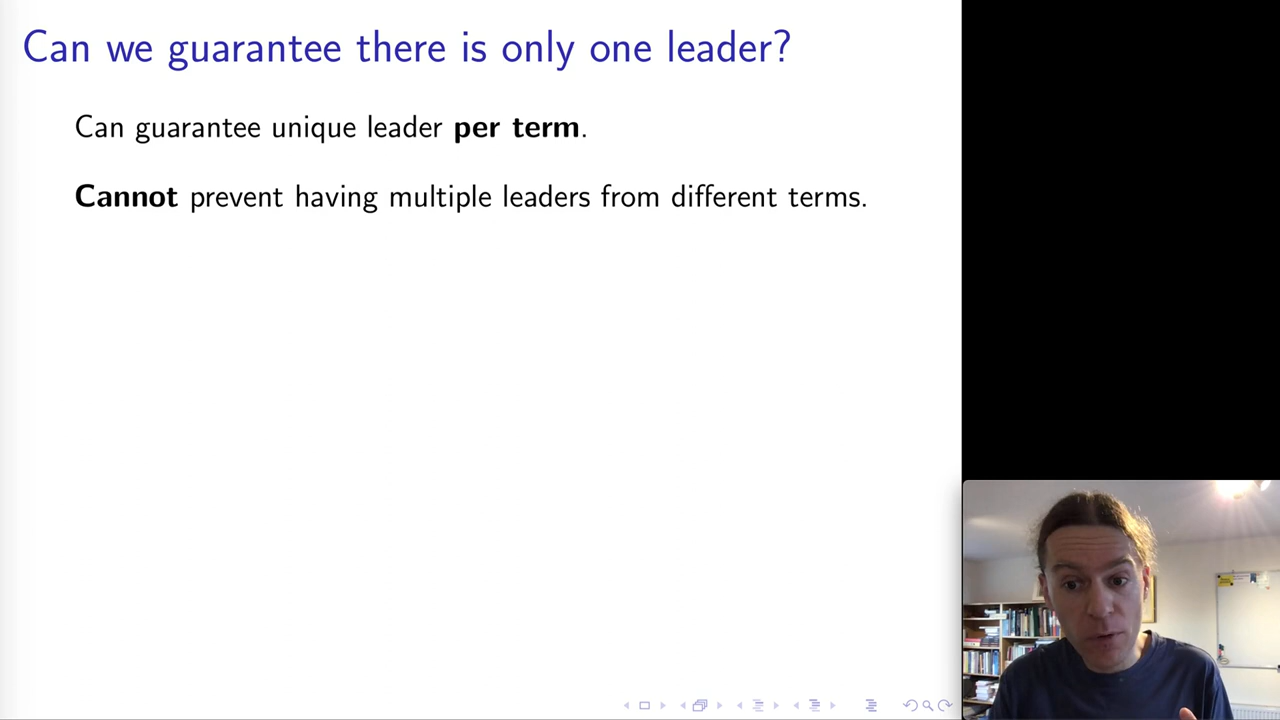 Can we guarantee there is only one leader?
Can guarantee unique leader per term.
Cannot prevent having multiple leaders from different terms.